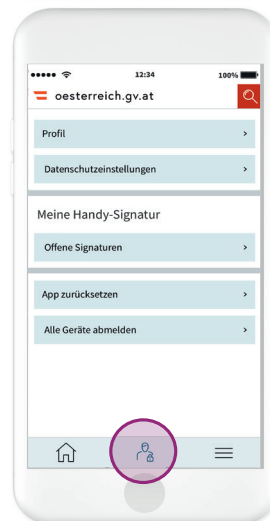 12:34
100%
oesterreich.gv.at
Profil
Datenschutzeinstellungen
Meine Handy-Signatur
Offene Signaturen
App zurücksetzen
Alle Geräte abmelden